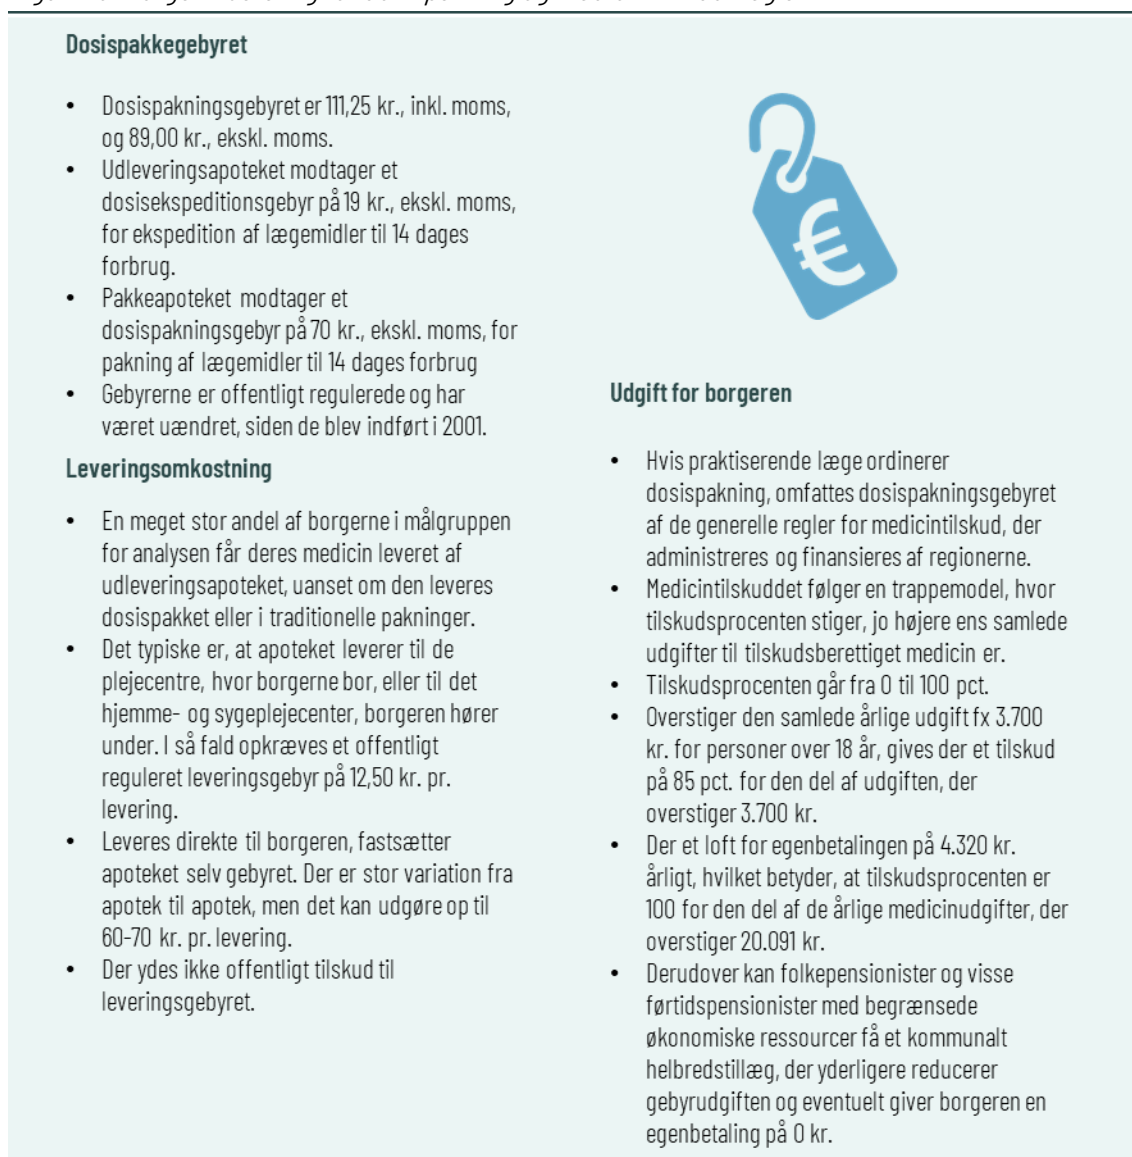 Dosispakkegebyret
• Dosispakningsgebyret er 111,25 kr., inkl. moms,
og 89,00 kr., ekskl. moms.
• Udleveringsapoteket modtager et
dosisekspeditionsgebyr på 19 kr., ekskl. moms,
for ekspedition af lægemidler til 14 dages
forbrug.
• Pakkeapoteket modtager et
dosispakningsgebyr på 70 kr., ekskl. moms, for
pakning af lægemidler til 14 dages forbrug
• Gebyrerne er offentligt regulerede og har
været uændret, siden de blev indført i 2001.
Leveringsomkostning
• En meget stor andel af borgerne i målgruppen
for analysen får deres medicin leveret af
udleveringsapoteket, uanset om den leveres
dosispakket eller i traditionelle pakninger.
• Det typiske er, at apoteket leverer til de
plejecentre, hvor borgerne bor, eller til det
hjemme- og sygeplejecenter, borgeren hører
under. I så fald opkræves et offentligt
reguleret leveringsgebyr på 12,50 kr. pr.
levering.
• Leveres direkte til borgeren, fastsætter
apoteket selv gebyret. Der er stor variation fra
apotek til apotek, men det kan udgøre op til
60-70 kr. pr. levering.
• Der ydes ikke offentligt tilskud til
leveringsgebyret.
€
Udgift for borgeren
• Hvis praktiserende læge ordinerer
dosispakning, omfattes dosispakningsgebyret
af de generelle regler for medicintilskud, der
administreres og finansieres af regionerne.
• Medicintilskuddet følger en trappemodel, hvor
tilskudsprocenten stiger, jo højere ens samlede
udgifter til tilskudsberettiget medicin er.
• Tilskudsprocenten går fra 0 til 100 pct.
• Overstiger den samlede årlige udgift fx 3.700
kr. for personer over 18 år, gives der et tilskud
på 85 pct. for den del af udgiften, der
overstiger 3.700 kr.
• Der et loft for egenbetalingen på 4.320 kr.
årligt, hvilket betyder, at tilskudsprocenten er
100 for den del af de årlige medicinudgifter, der
overstiger 20.091 kr.
• Derudover kan folkepensionister og visse
førtidspensionister med begrænsede
økonomiske ressourcer få et kommunalt
helbredstillæg, der yderligere reducerer
gebyrudgiften og eventuelt giver borgeren en
egenbetaling på 0 kr.